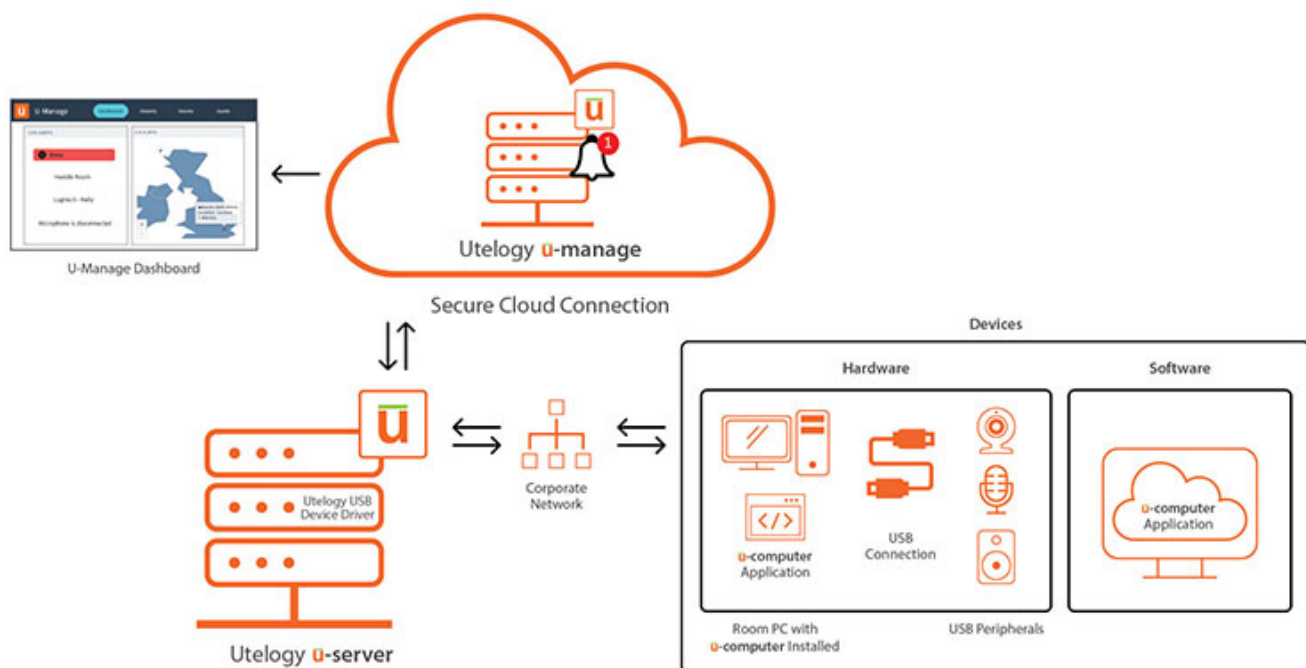 ū
1
Utelogy ū-manage
Secure Cloud Connection
U-Manage
Dashboard
Huddle Room
Logitech - Rally
Microphone is disconnected
U-Manage Dashboard
ū
Utelogy USB
Device Driver
Utelogy ū-server
Corporate
Network
Devices
Hardware
Software
ū-computer
Application
USB
Connection
Room PC with
ū-computer Installed
USB Peripherals
ū-computer
Application